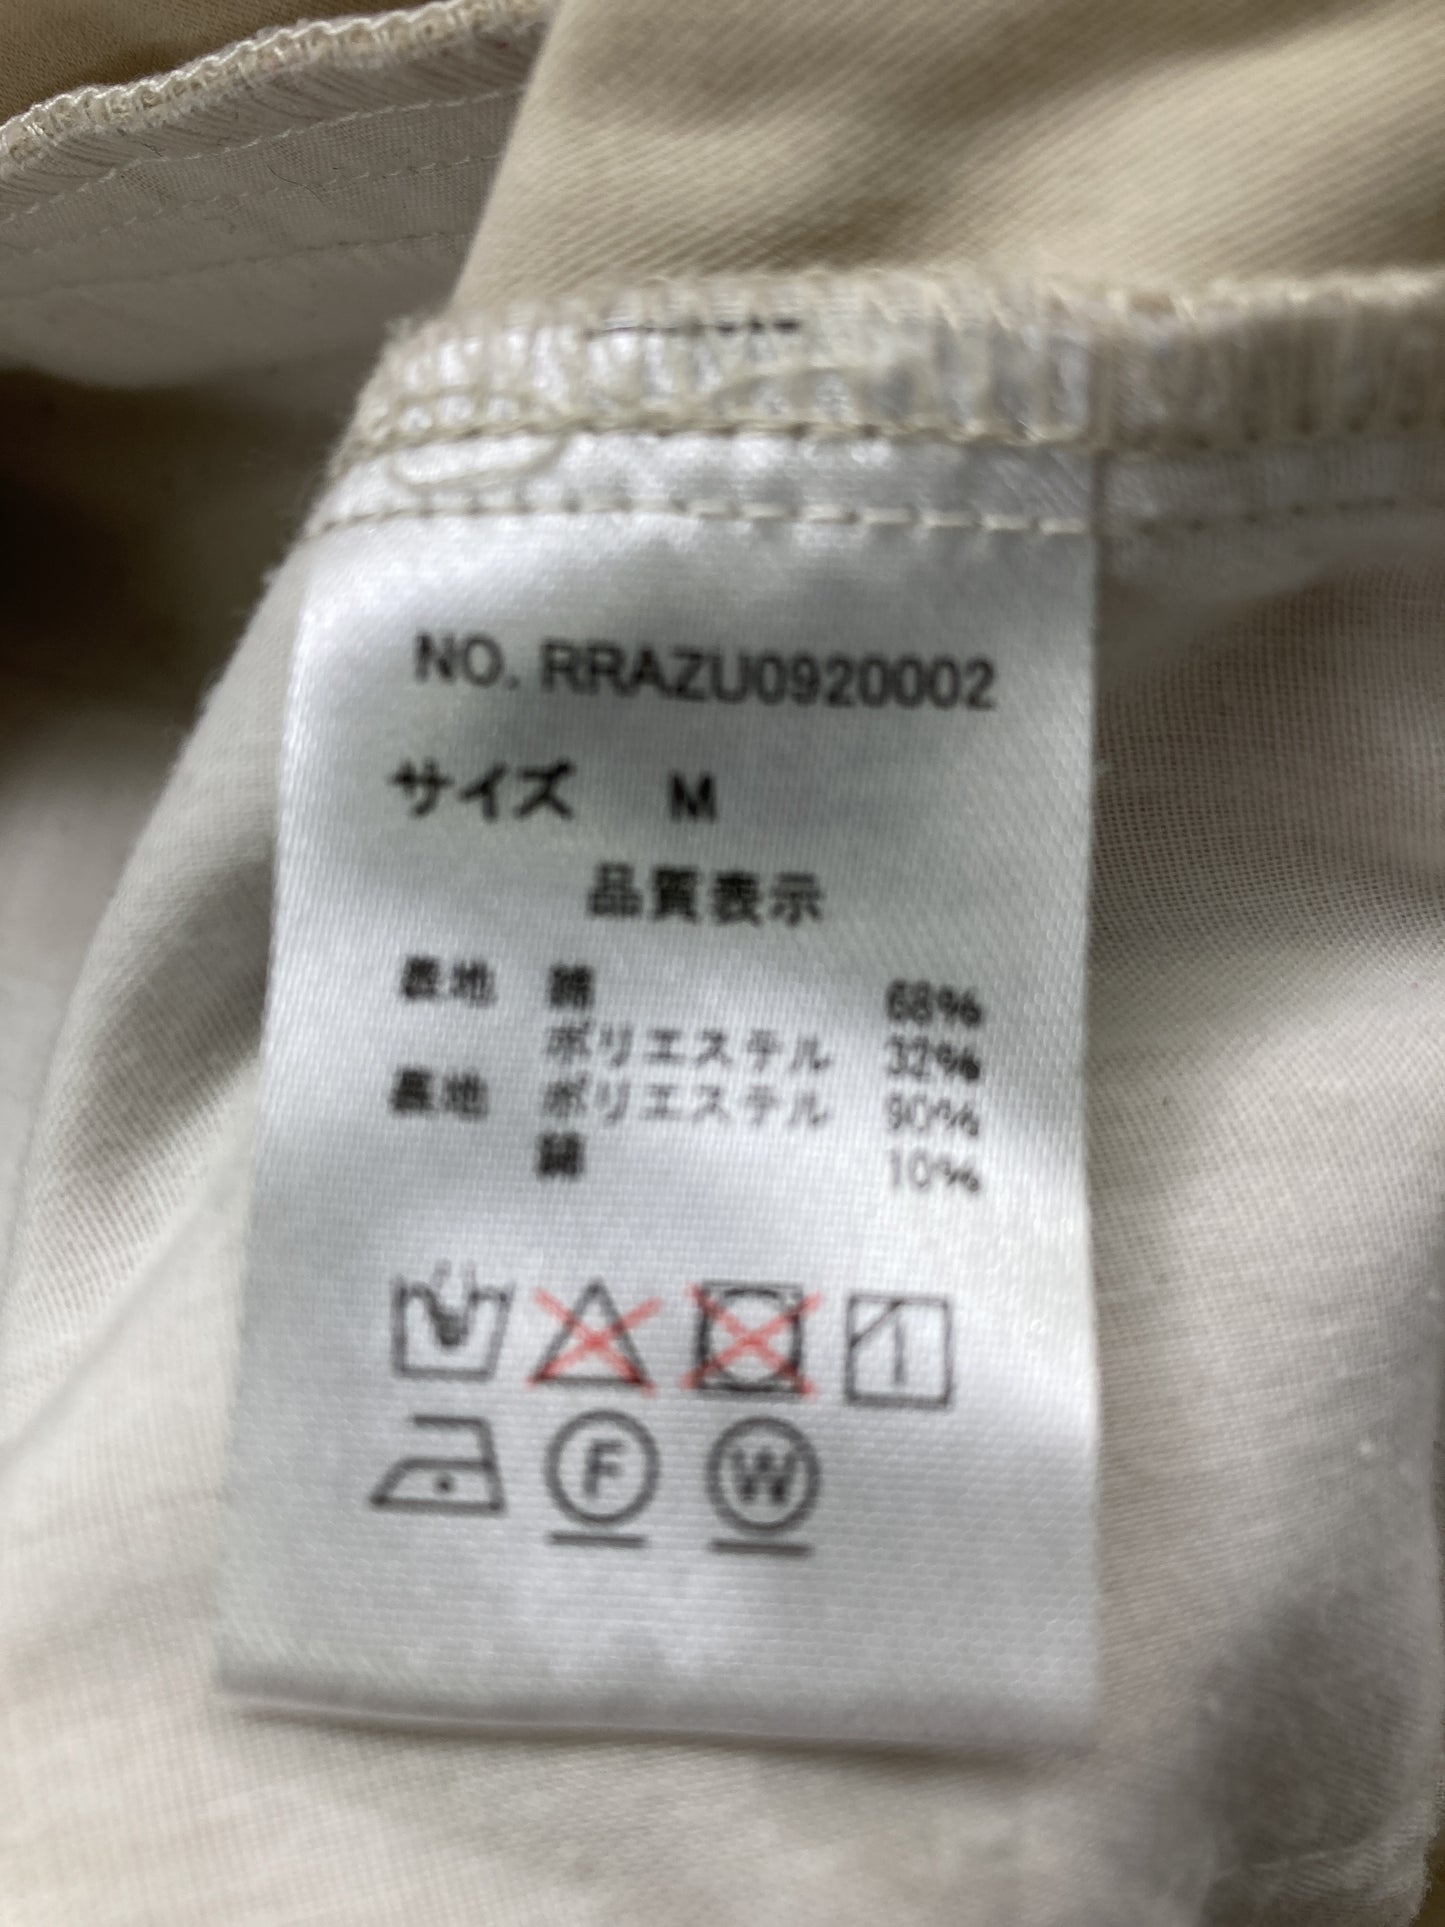 NO. RRAZU0920002
サイズ M
品質表示
表地 綿 68%
ポリエステル 32%
裏地 ポリエステル 90%
綿 10%
F W